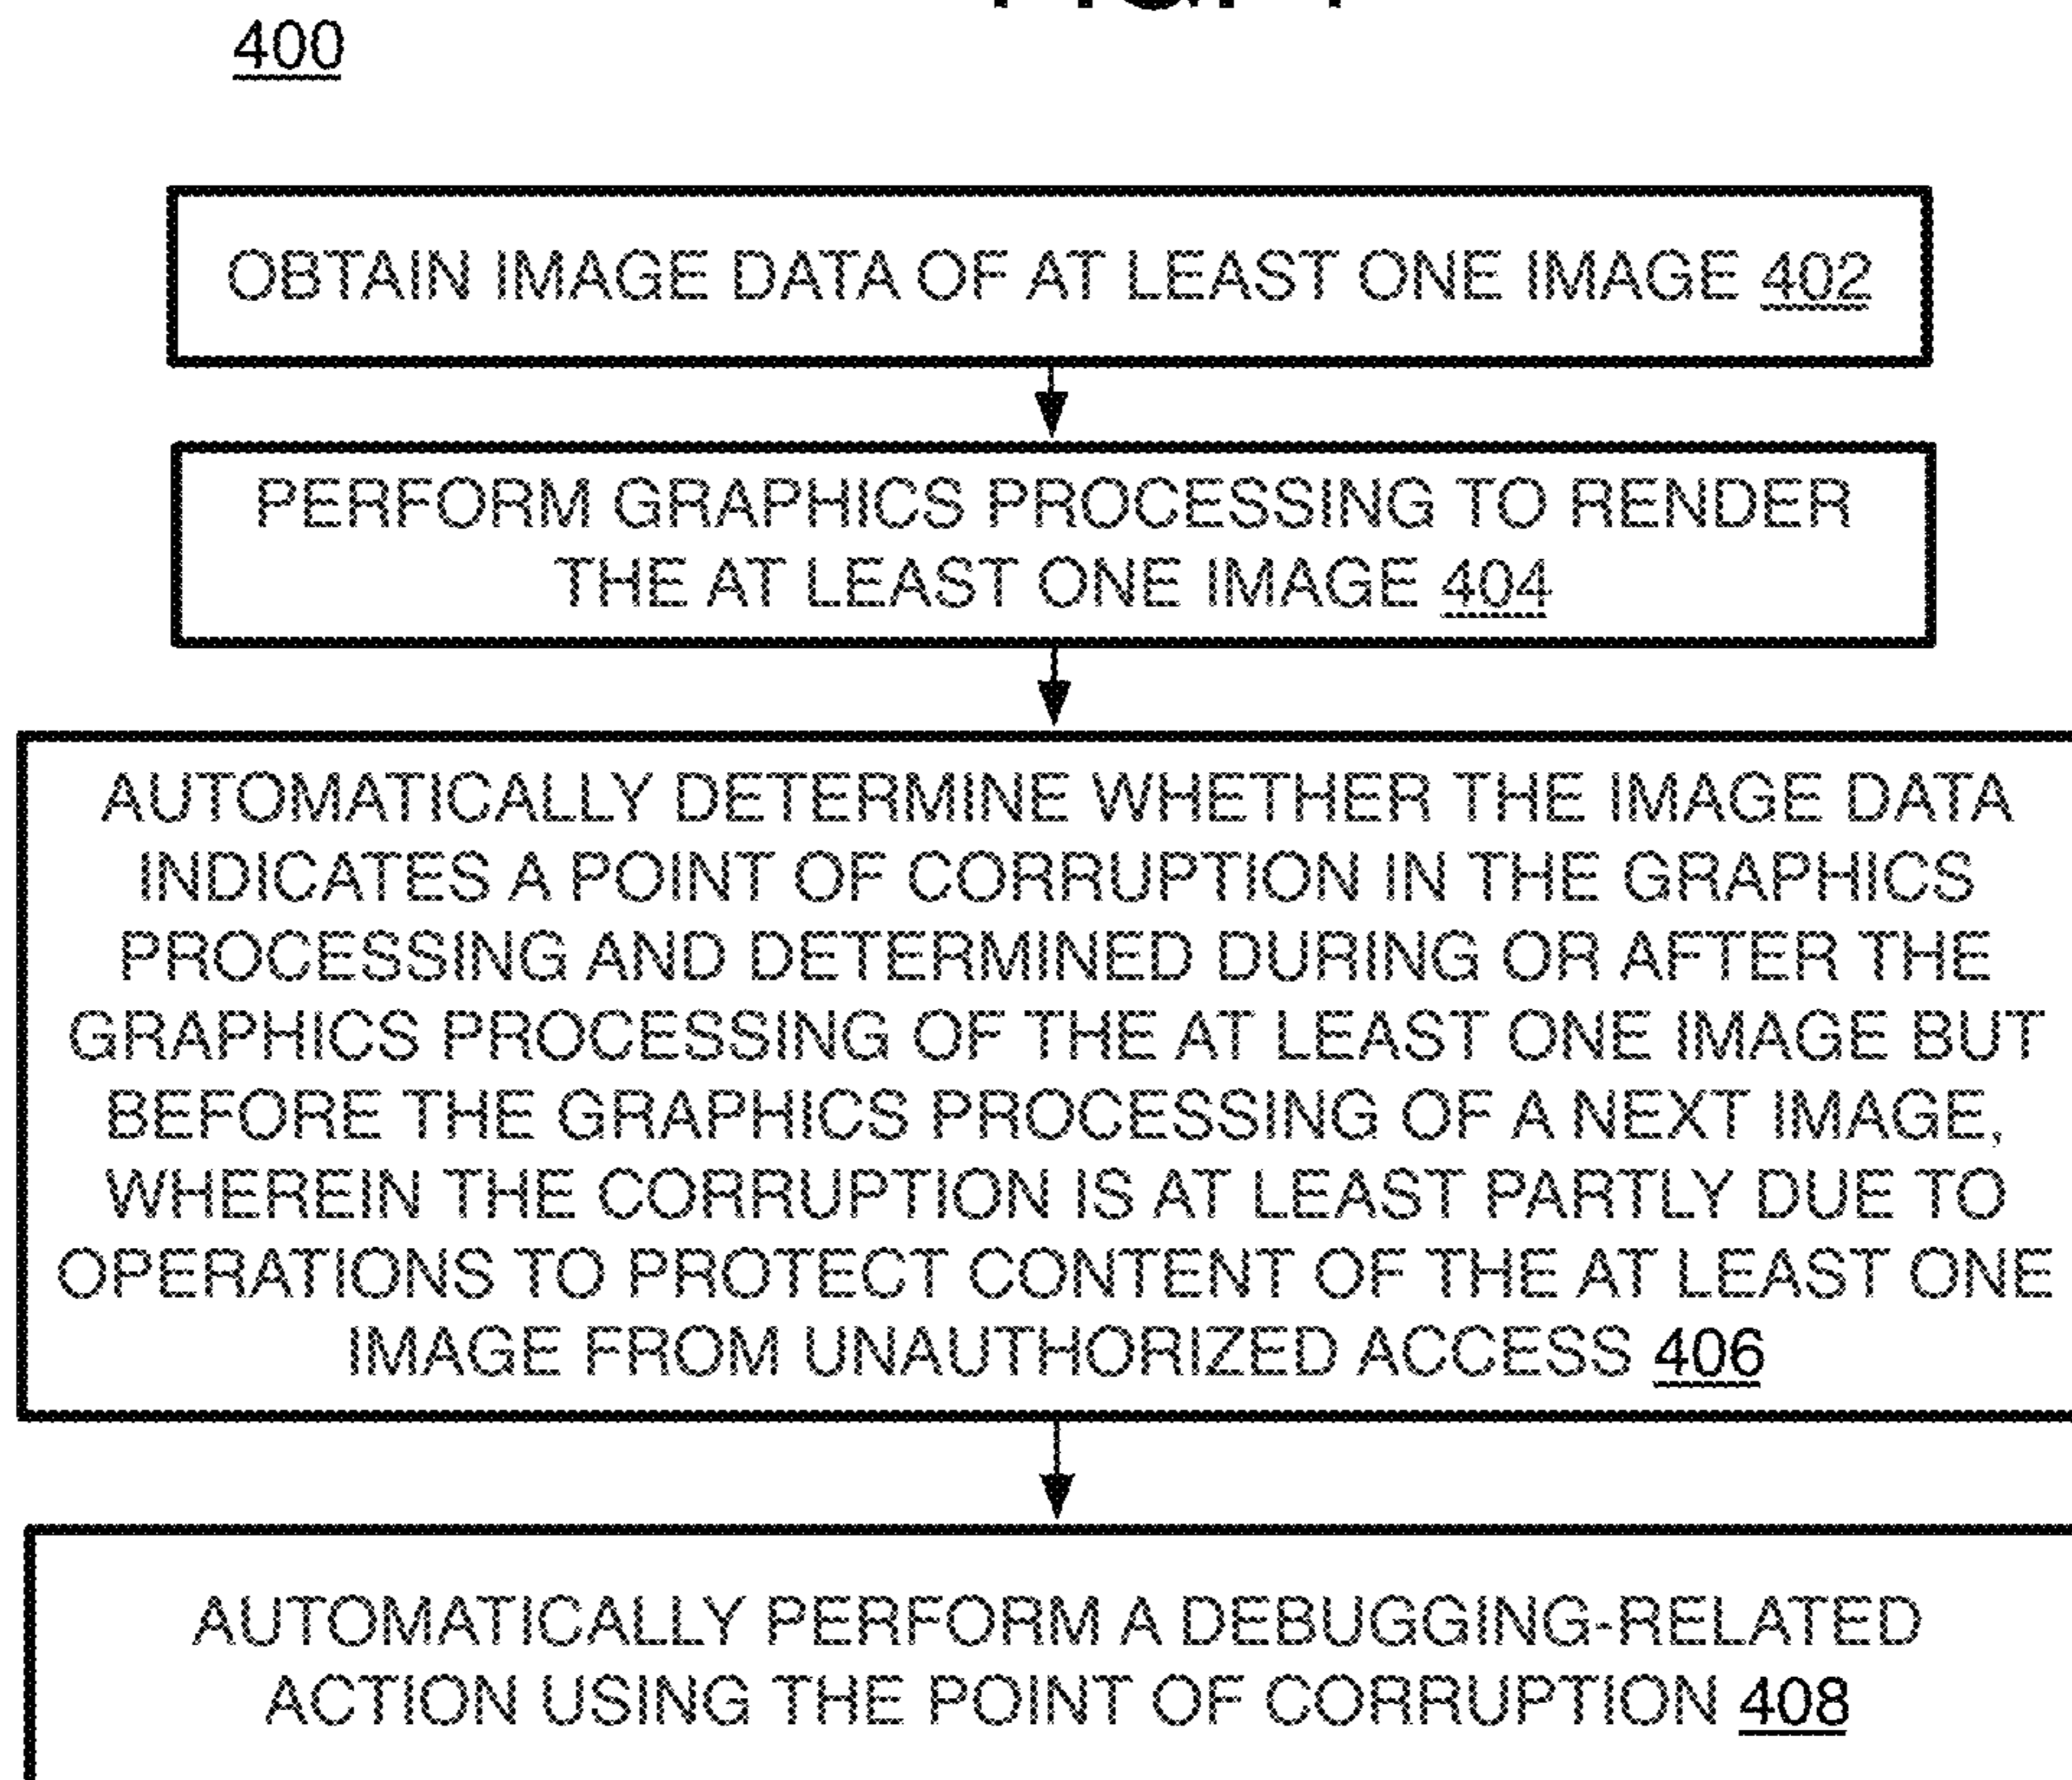 400
OBTAIN IMAGE DATA OF AT LEAST ONE IMAGE 402
PERFORM GRAPHICS PROCESSING TO RENDER
THE AT LEAST ONE IMAGE 404
AUTOMATICALLY DETERMINE WHETHER THE IMAGE DATA
INDICATES A POINT OF CORRUPTION IN THE GRAPHICS
PROCESSING AND DETERMINED DURING OR AFTER THE
GRAPHICS PROCESSING OF THE AT LEAST ONE IMAGE BUT
BEFORE THE GRAPHICS PROCESSING OF A NEXT IMAGE,
WHEREIN THE CORRUPTION IS AT LEAST PARTLY DUE TO
OPERATIONS TO PROTECT CONTENT OF THE AT LEAST ONE
IMAGE FROM UNAUTHORIZED ACCESS 406
AUTOMATICALLY PERFORM A DEBUGGING-RELATED
ACTION USING THE POINT OF CORRUPTION 408